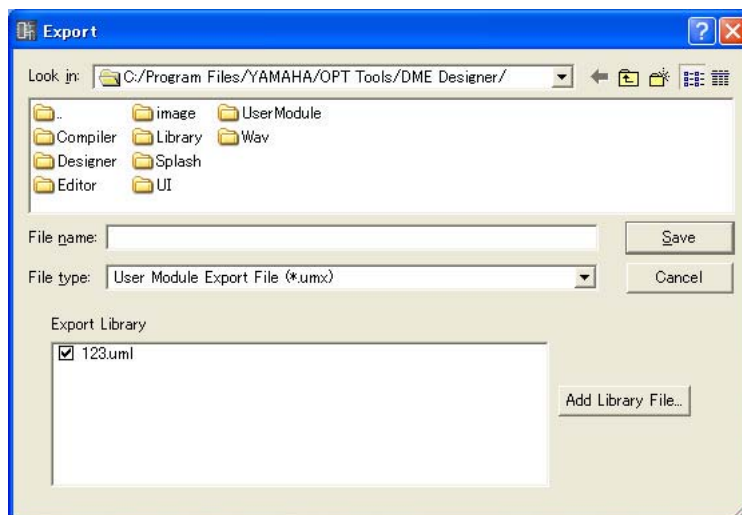 Export
Look in: C:/Program Files/YAMAHA/OPT Tools/DME Designer/
.. image UserModule
Compiler Library Wav
Designer Splash
Editor UI
File name: Save
File type: User Module Export File (*.umx) Cancel
Export Library
123.uml
Add Library File...